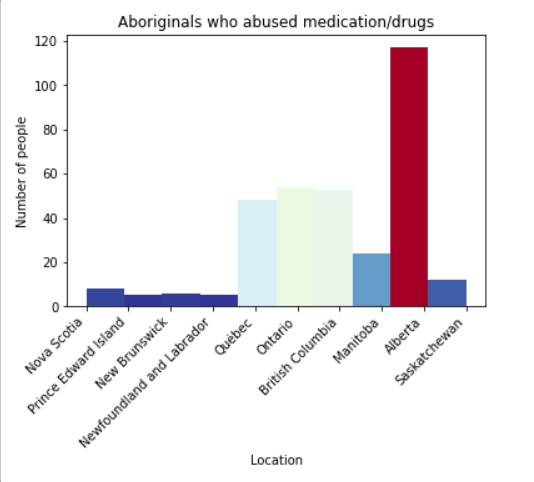 Aboriginals who abused medication/drugs
Number of people
120
100
80
60
40
20
0
Nova Scotia
Prince Edward Island
New Brunswick
Newfoundland and Labrador
Québec
Ontario
British Columbia
Manitoba
Alberta
Saskatchewan
Location